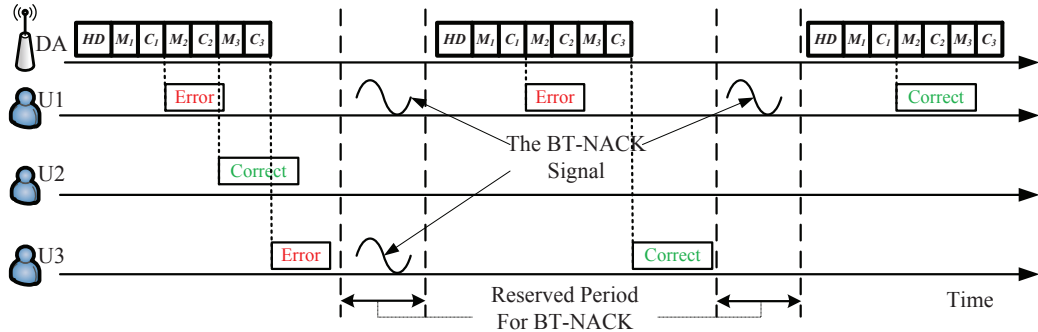 DA HD M1 C1 M2 C2 M3 C3 HD M1 C1 M2 C2 M3 C3 HD M1 C1 M2 C2 M3 C3
U1 Error Error Correct
The BT-NACK
Signal
U2 Correct
U3 Error Correct
Reserved Period
For BT-NACK
Time